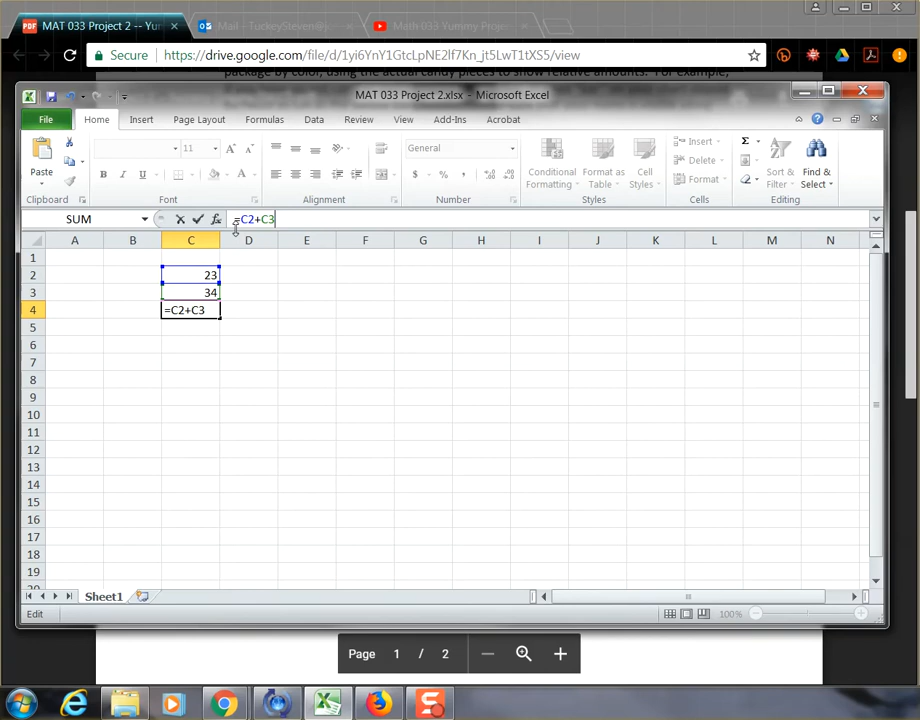 MAT 033 Project 2 -- Yum
Mail - TuckeySteven@j
Math 033 Yummy Proje
Secure
https://drive.google.com/file/d/1yi6YnY1GtcLpNE2lf7Kn_jt5LwT1tXS5/view
package by color, using the actual candy pieces to show relative amounts. For example,
MAT 033 Project 2.xlsx - Microsoft Excel
File Home Insert Page Layout Formulas Data Review View Add-Ins Acrobat
Paste
11
General
Conditional Formatting
Format as Table
Cell Styles
Insert
Delete
Format
Sort & Filter
Find & Select
Clipboard Font Alignment Number Styles Cells Editing
SUM
=C2+C3
A B C D E F G H I J K L M N
1
2 23
3 34
4 =C2+C3
5
6
7
8
9
10
11
12
13
14
15
16
17
18
19
20
Sheet1
Edit
100%
Page 1 / 2